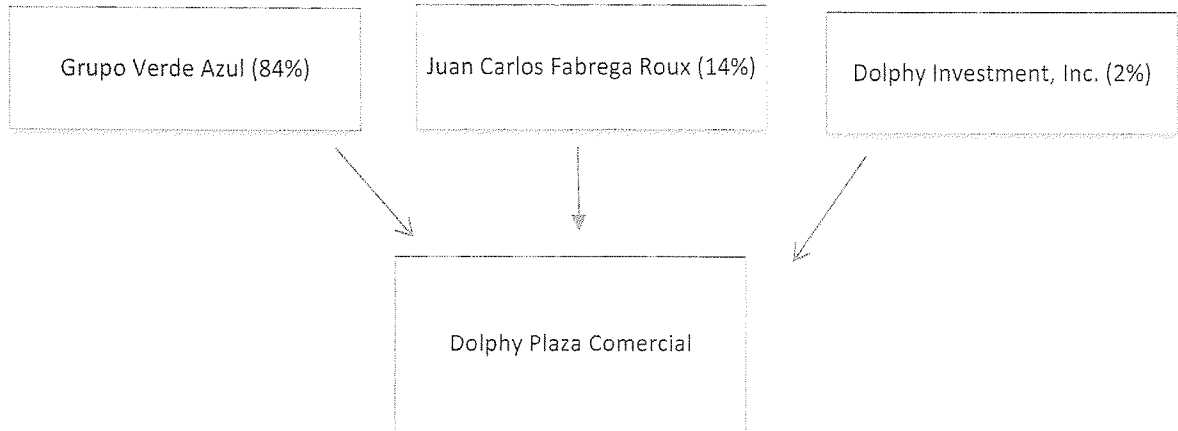 Grupo Verde Azul (84%)
Juan Carlos Fabrega Roux (14%)
Dolphy Investment, Inc. (2%)
Dolphy Plaza Comercial